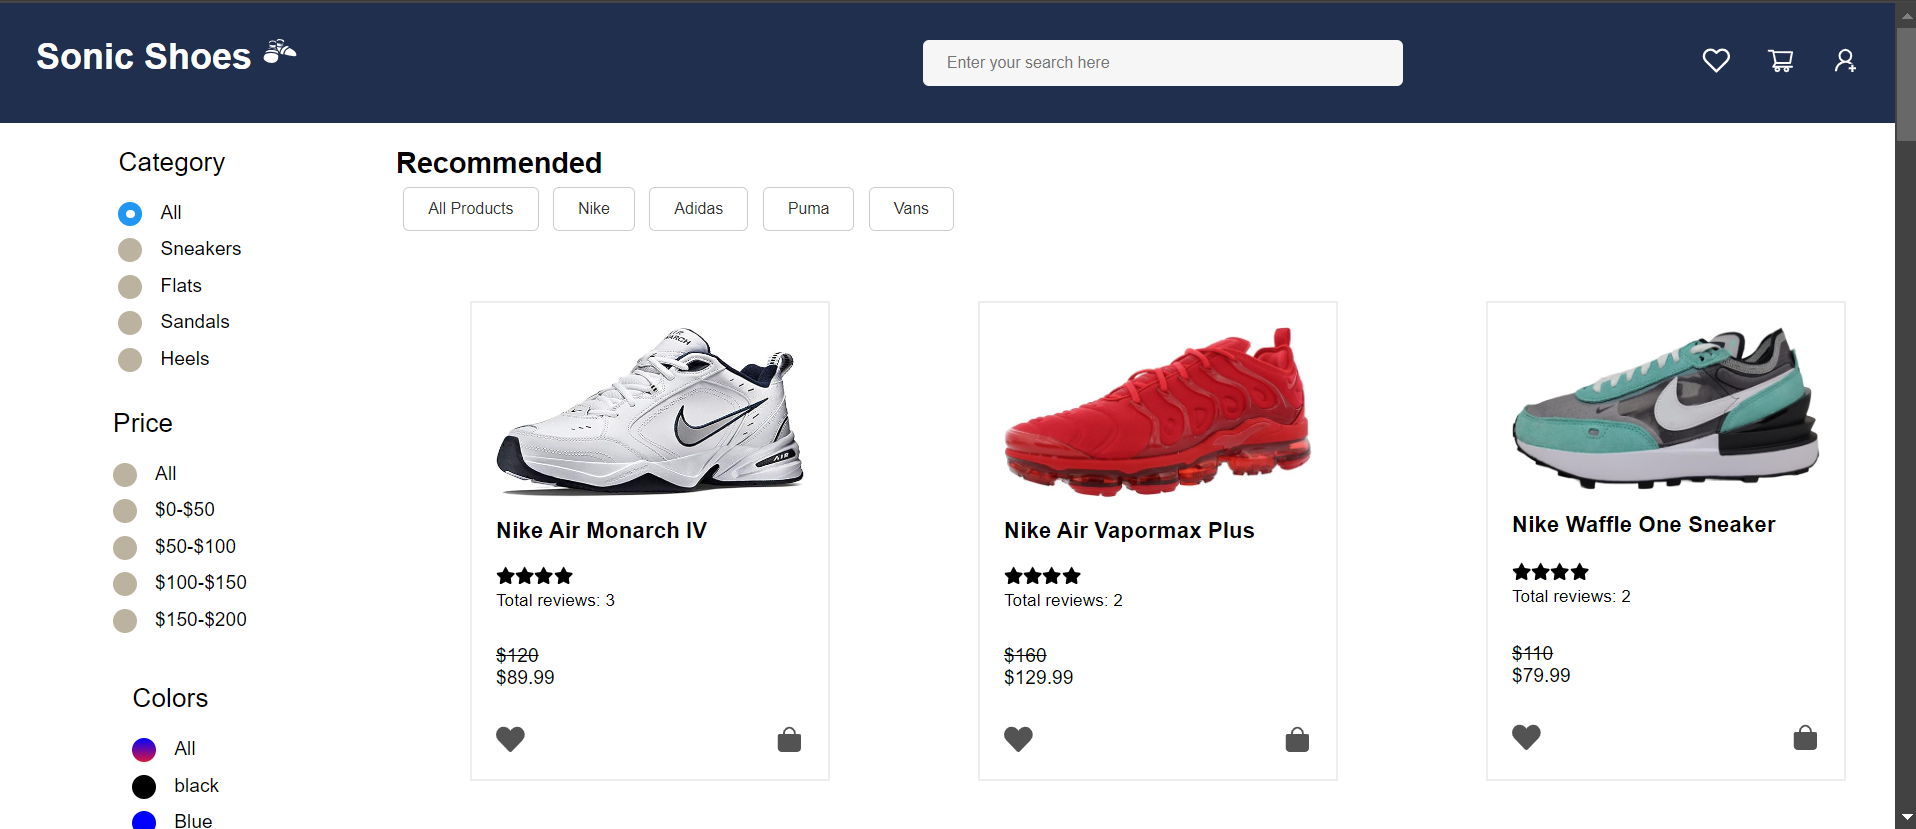 Sonic Shoes
Enter your search here
Category
All
Sneakers
Flats
Sandals
Heels
Price
All
$0-$50
$50-$100
$100-$150
$150-$200
Colors
All
black
Blue
Recommended
All Products
Nike
Adidas
Puma
Vans
AIR
Nike Air Monarch IV
Total reviews: 3
$120
$89.99
Nike Air Vapormax Plus
Total reviews: 2
$160
$129.99
Nike Waffle One Sneaker
Total reviews: 2
$110
$79.99